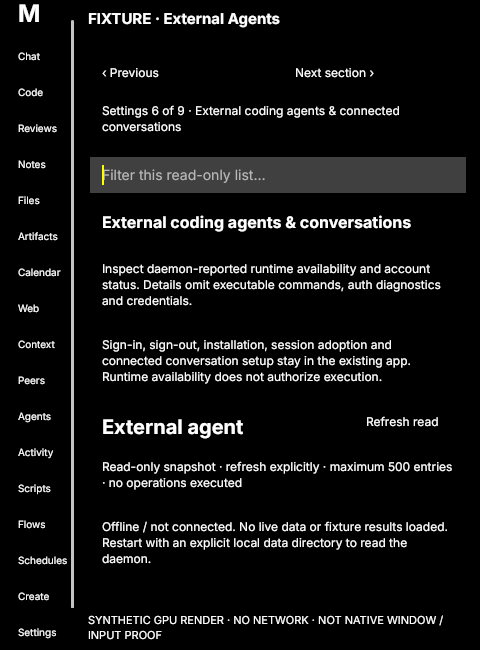 M
Chat
Code
Reviews
Notes
Files
Artifacts
Calendar
Web
Context
Peers
Agents
Activity
Scripts
Flows
Schedules
Create
Settings
FIXTURE · External Agents
‹ Previous
Next section ›
Settings 6 of 9 · External coding agents & connected
conversations
Filter this read-only list...
External coding agents & conversations
Inspect daemon-reported runtime availability and account
status. Details omit executable commands, auth diagnostics
and credentials.
Sign-in, sign-out, installation, session adoption and
connected conversation setup stay in the existing app.
Runtime availability does not authorize execution.
External agent
Refresh read
Read-only snapshot · refresh explicitly · maximum 500 entries
· no operations executed
Offline / not connected. No live data or fixture results loaded.
Restart with an explicit local data directory to read the
daemon.
SYNTHETIC GPU RENDER · NO NETWORK · NOT NATIVE WINDOW /
INPUT PROOF